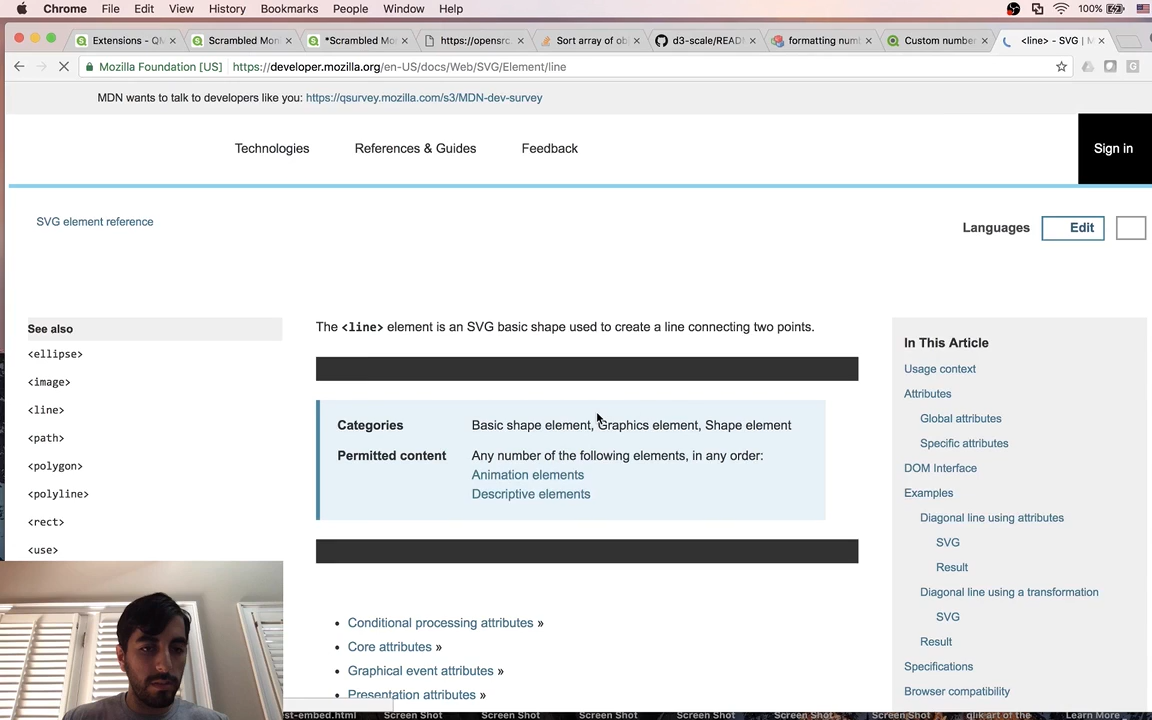 Chrome File Edit View History Bookmarks People Window Help 100%
Extensions - QM Scrambled Mon *Scrambled Mo https://opensrc. Sort array of ob d3-scale/READ formatting num Custom number <line> - SVG | M
Mozilla Foundation [US] https://developer.mozilla.org/en-US/docs/Web/SVG/Element/line
MDN wants to talk to developers like you: https://qsurvey.mozilla.com/s3/MDN-dev-survey
Technologies References & Guides Feedback Sign in
SVG element reference
Languages Edit
See also
<ellipse>
<image>
<line>
<path>
<polygon>
<polyline>
<rect>
<use>
The <line> element is an SVG basic shape used to create a line connecting two points.
Categories Basic shape element, Graphics element, Shape element
Permitted content Any number of the following elements, in any order:
Animation elements
Descriptive elements
• Conditional processing attributes »
• Core attributes »
• Graphical event attributes »
• Presentation attributes »
In This Article
Usage context
Attributes
Global attributes
Specific attributes
DOM Interface
Examples
Diagonal line using attributes
SVG
Result
Diagonal line using a transformation
SVG
Result
Specifications
Browser compatibility
est-embed.html Screen Shot Screen Shot Screen Shot Screen Shot Screen Shot Screen Shot qlik art of the Learn More